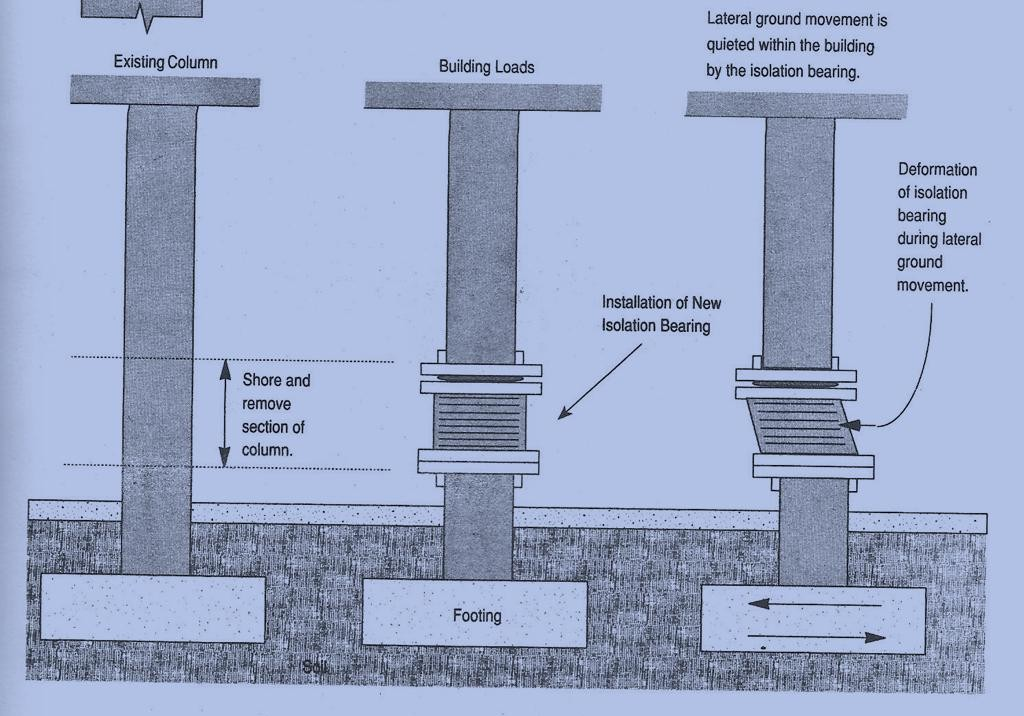 Lateral ground movement is
quieted within the building
by the isolation bearing.
Existing Column
Building Loads
Deformation
of isolation
bearing
during lateral
ground
movement.
Installation of New
Isolation Bearing
Shore and
remove
section of
column.
Footing
Soil